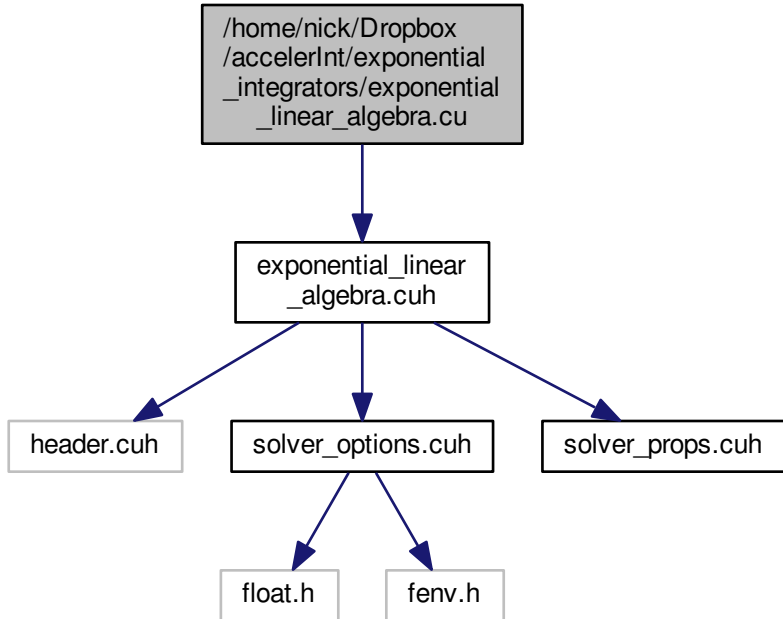 /home/nick/Dropbox
/accelerInt/exponential
_integrators/exponential
_linear_algebra.cu
exponential_linear
_algebra.cuh
header.cuh
solver_options.cuh
solver_props.cuh
float.h
fenv.h